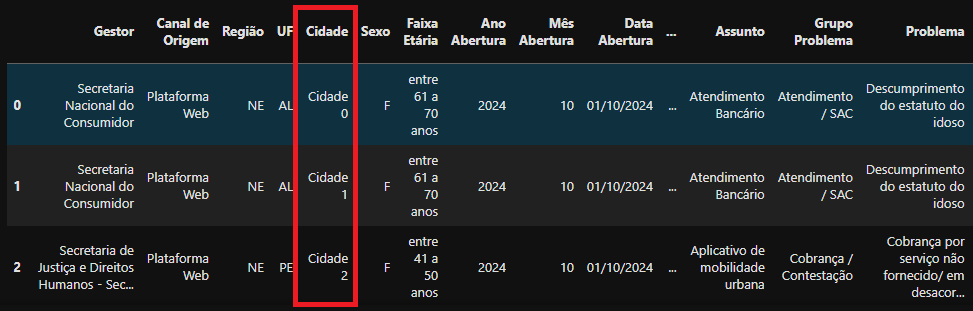 Gestor Canal de Origem Região UF Cidade Sexo Faixa Etária Ano Abertura Mês Abertura Data Abertura ... Assunto Grupo Problema Problema
0 Secretaria Nacional do Consumidor Plataforma Web NE AL Cidade 0 F entre 61 a 70 anos 2024 10 01/10/2024 ... Atendimento Bancário Atendimento / SAC Descumprimento do estatuto do idoso
1 Secretaria Nacional do Consumidor Plataforma Web NE AL Cidade 1 F entre 61 a 70 anos 2024 10 01/10/2024 ... Atendimento Bancário Atendimento / SAC Descumprimento do estatuto do idoso
2 Secretaria de Justiça e Direitos Humanos - Sec... Plataforma Web NE PE Cidade 2 F entre 41 a 50 anos 2024 10 01/10/2024 ... Aplicativo de mobilidade urbana Cobrança / Contestação Cobrança por serviço não fornecido/ em desacor...